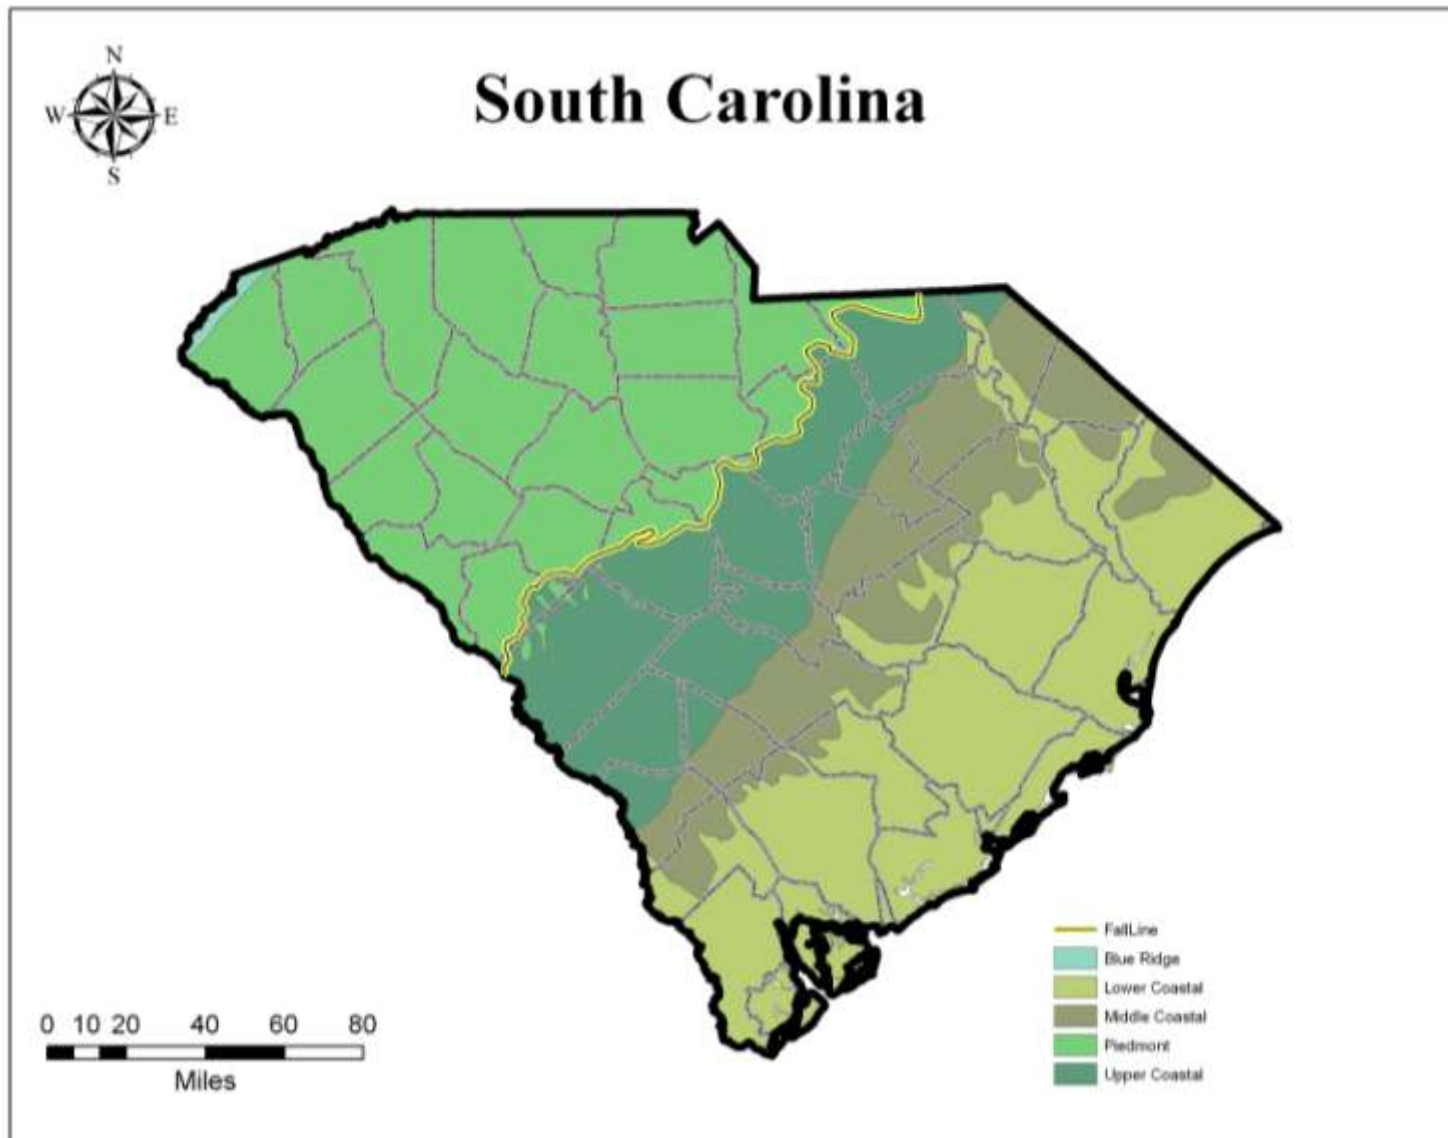 N
South Carolina
W E
S
FallLine
Blue Ridge
Lower Coastal
Middle Coastal
Piedmont
Upper Coastal
0 10 20 40 60 80
Miles